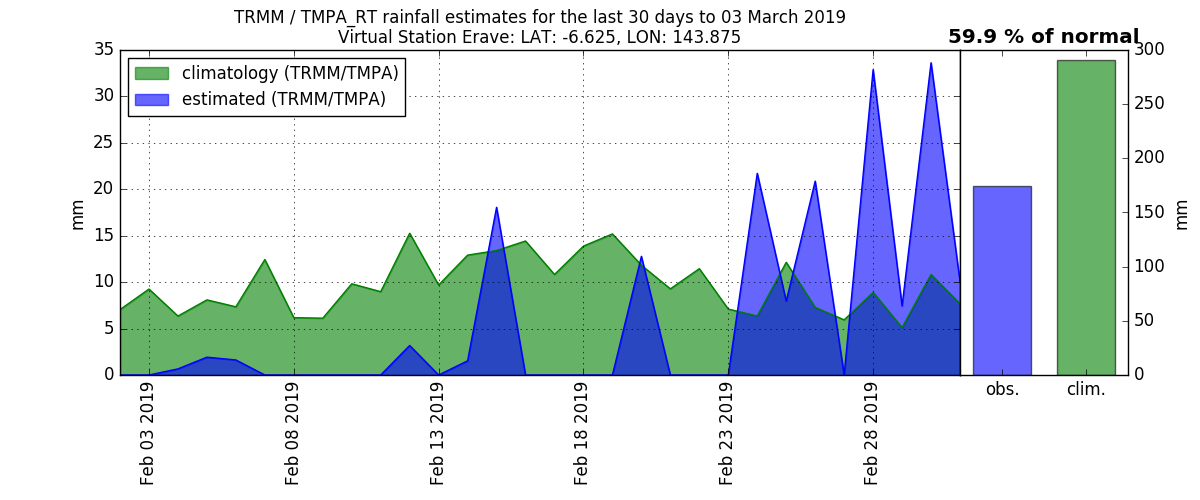 TRMM / TMPA_RT rainfall estimates for the last 30 days to 03 March 2019
Virtual Station Erave: LAT: -6.625, LON: 143.875
59.9 % of normal
climatology (TRMM/TMPA)
estimated (TRMM/TMPA)
35
30
25
20
15
10
5
0
mm
Feb 03 2019
Feb 08 2019
Feb 13 2019
Feb 18 2019
Feb 23 2019
Feb 28 2019
300
250
200
150
100
50
0
mm
obs.
clim.